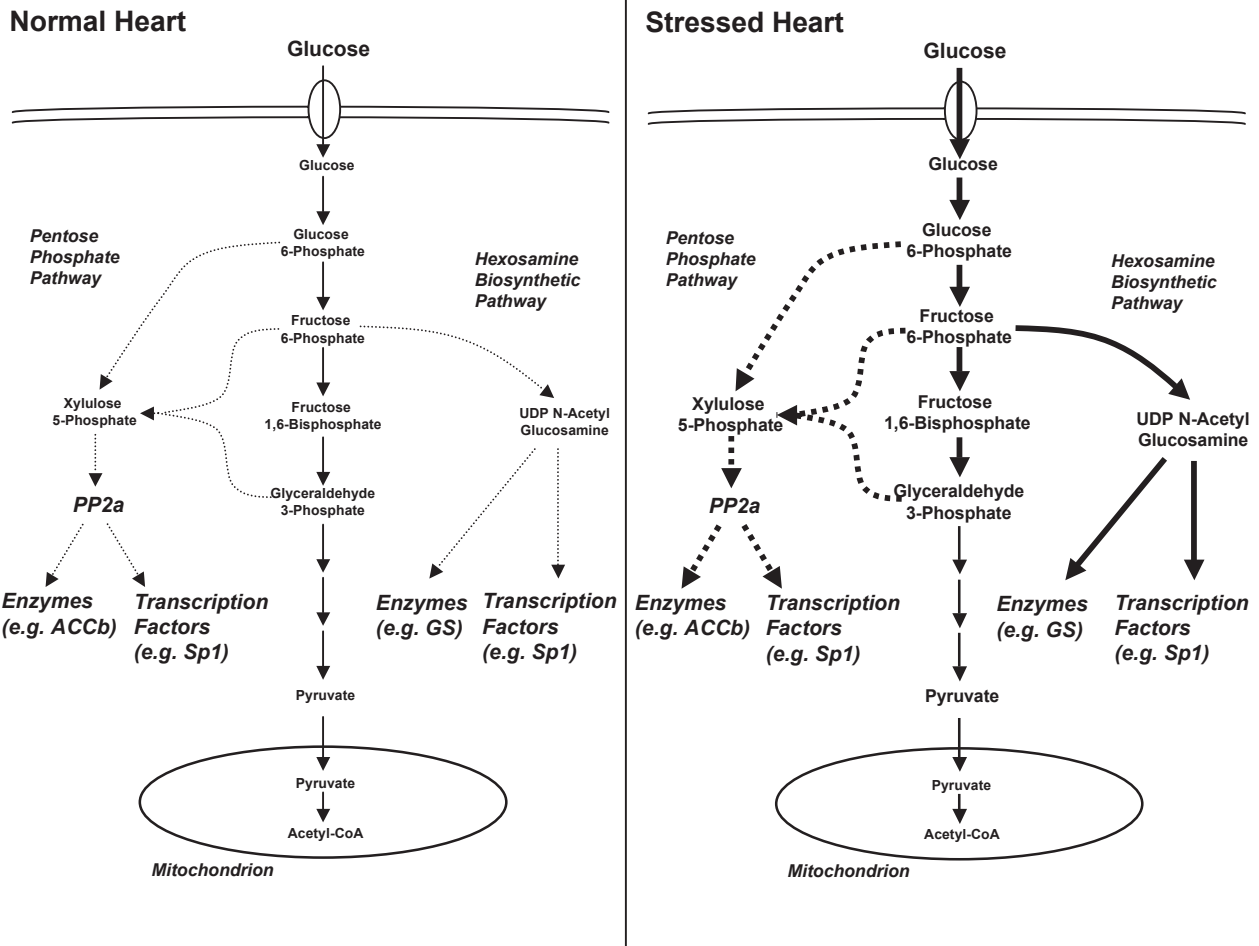 Normal Heart
Glucose
Glucose
Pentose
Phosphate
Pathway
Glucose
6-Phosphate
Hexosamine
Biosynthetic
Pathway
Fructose
6-Phosphate
Xylulose
5-Phosphate
Fructose
1,6-Bisphosphate
UDP N-Acetyl
Glucosamine
PP2a
Glyceraldehyde
3-Phosphate
Enzymes
(e.g. ACCb)
Transcription
Factors
(e.g. Sp1)
Enzymes
(e.g. GS)
Transcription
Factors
(e.g. Sp1)
Pyruvate
Pyruvate
Acetyl-CoA
Mitochondrion
Stressed Heart
Glucose
Glucose
Pentose
Phosphate
Pathway
Glucose
6-Phosphate
Hexosamine
Biosynthetic
Pathway
Fructose
6-Phosphate
Xylulose
5-Phosphate
Fructose
1,6-Bisphosphate
UDP N-Acetyl
Glucosamine
PP2a
Glyceraldehyde
3-Phosphate
Enzymes
(e.g. ACCb)
Transcription
Factors
(e.g. Sp1)
Enzymes
(e.g. GS)
Transcription
Factors
(e.g. Sp1)
Pyruvate
Pyruvate
Acetyl-CoA
Mitochondrion